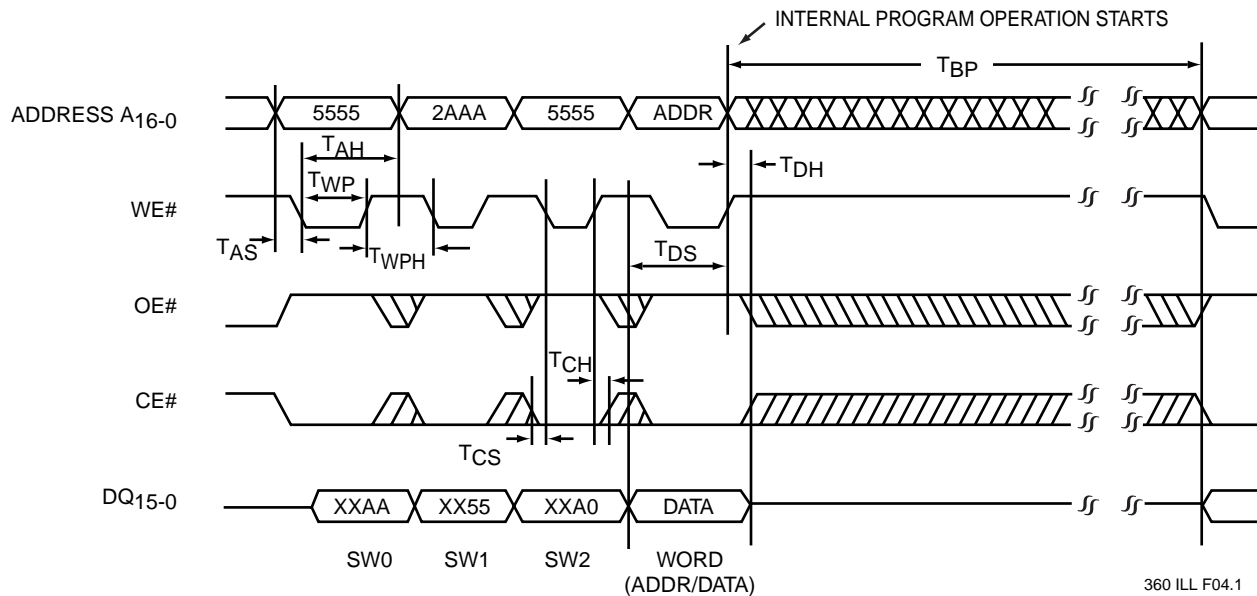 INTERNAL PROGRAM OPERATION STARTS
TBP
ADDRESS A16-0
5555
2AAA
5555
ADDR
TAH
TDH
TWP
WE#
TAS
TWPH
TDS
OE#
TCH
CE#
TCS
DQ15-0
XXAA
XX55
XXA0
DATA
SW0
SW1
SW2
WORD
(ADDR/DATA)
360 ILL F04.1